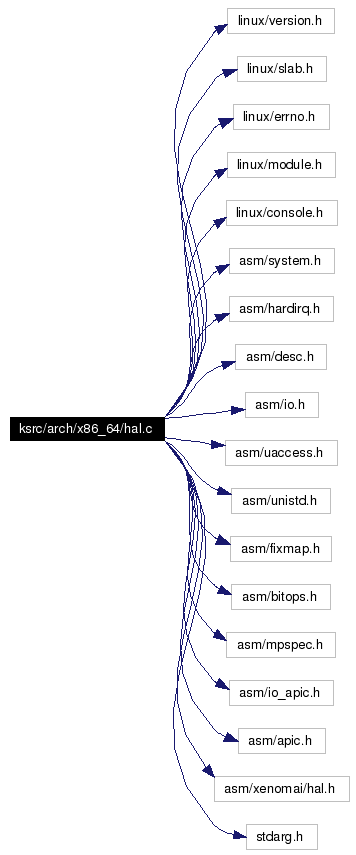 linux/version.h
linux/slab.h
linux/errno.h
linux/module.h
linux/console.h
asm/system.h
asm/hardirq.h
asm/desc.h
asm/io.h
ksrc/arch/x86_64/hal.c
asm/uaccess.h
asm/unistd.h
asm/fixmap.h
asm/bitops.h
asm/mpspec.h
asm/io_apic.h
asm/apic.h
asm/xenomai/hal.h
stdarg.h